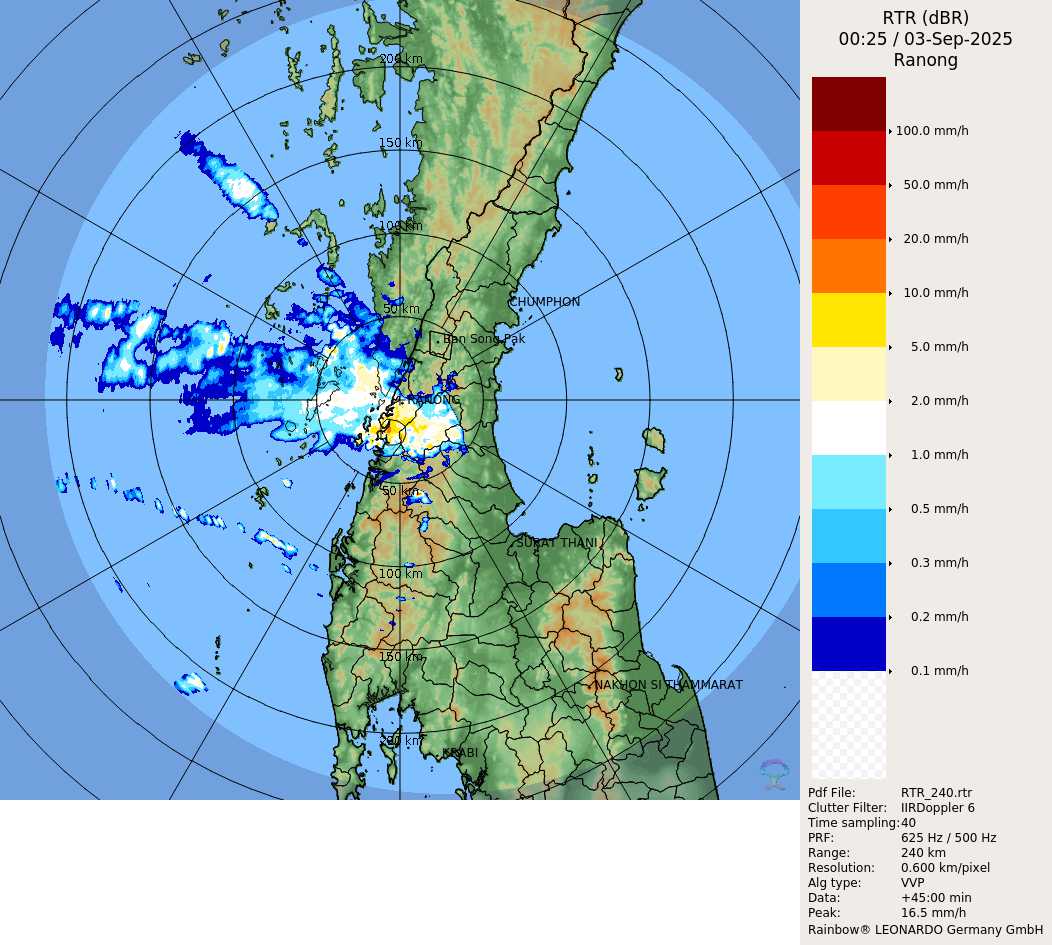 RTR (dBR)
00:25 / 03-Sep-2025
Ranong
200 km
150 km
100 km
50 km
CHUMPHON
Ban Song Pak
RANONG
50 km
SURAT THANI
100 km
150 km
NAKHON SI THAMMARAT
200 km
KRABI
100.0 mm/h
50.0 mm/h
20.0 mm/h
10.0 mm/h
5.0 mm/h
2.0 mm/h
1.0 mm/h
0.5 mm/h
0.3 mm/h
0.2 mm/h
0.1 mm/h
Pdf File: RTR_240.rtr
Clutter Filter: IIRDoppler 6
Time sampling:40
PRF: 625 Hz / 500 Hz
Range: 240 km
Resolution: 0.600 km/pixel
Alg type: VVP
Data: +45:00 min
Peak: 16.5 mm/h
Rainbow® LEONARDO Germany GmbH